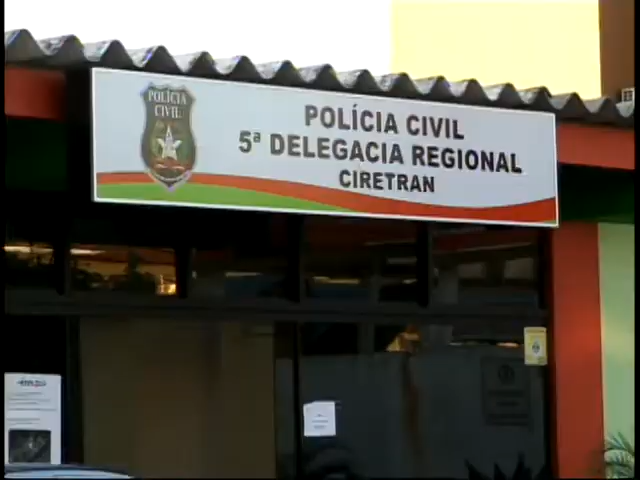 POLÍCIA
CIVIL
POLÍCIA CIVIL
5ª DELEGACIA REGIONAL
CIRETRAN